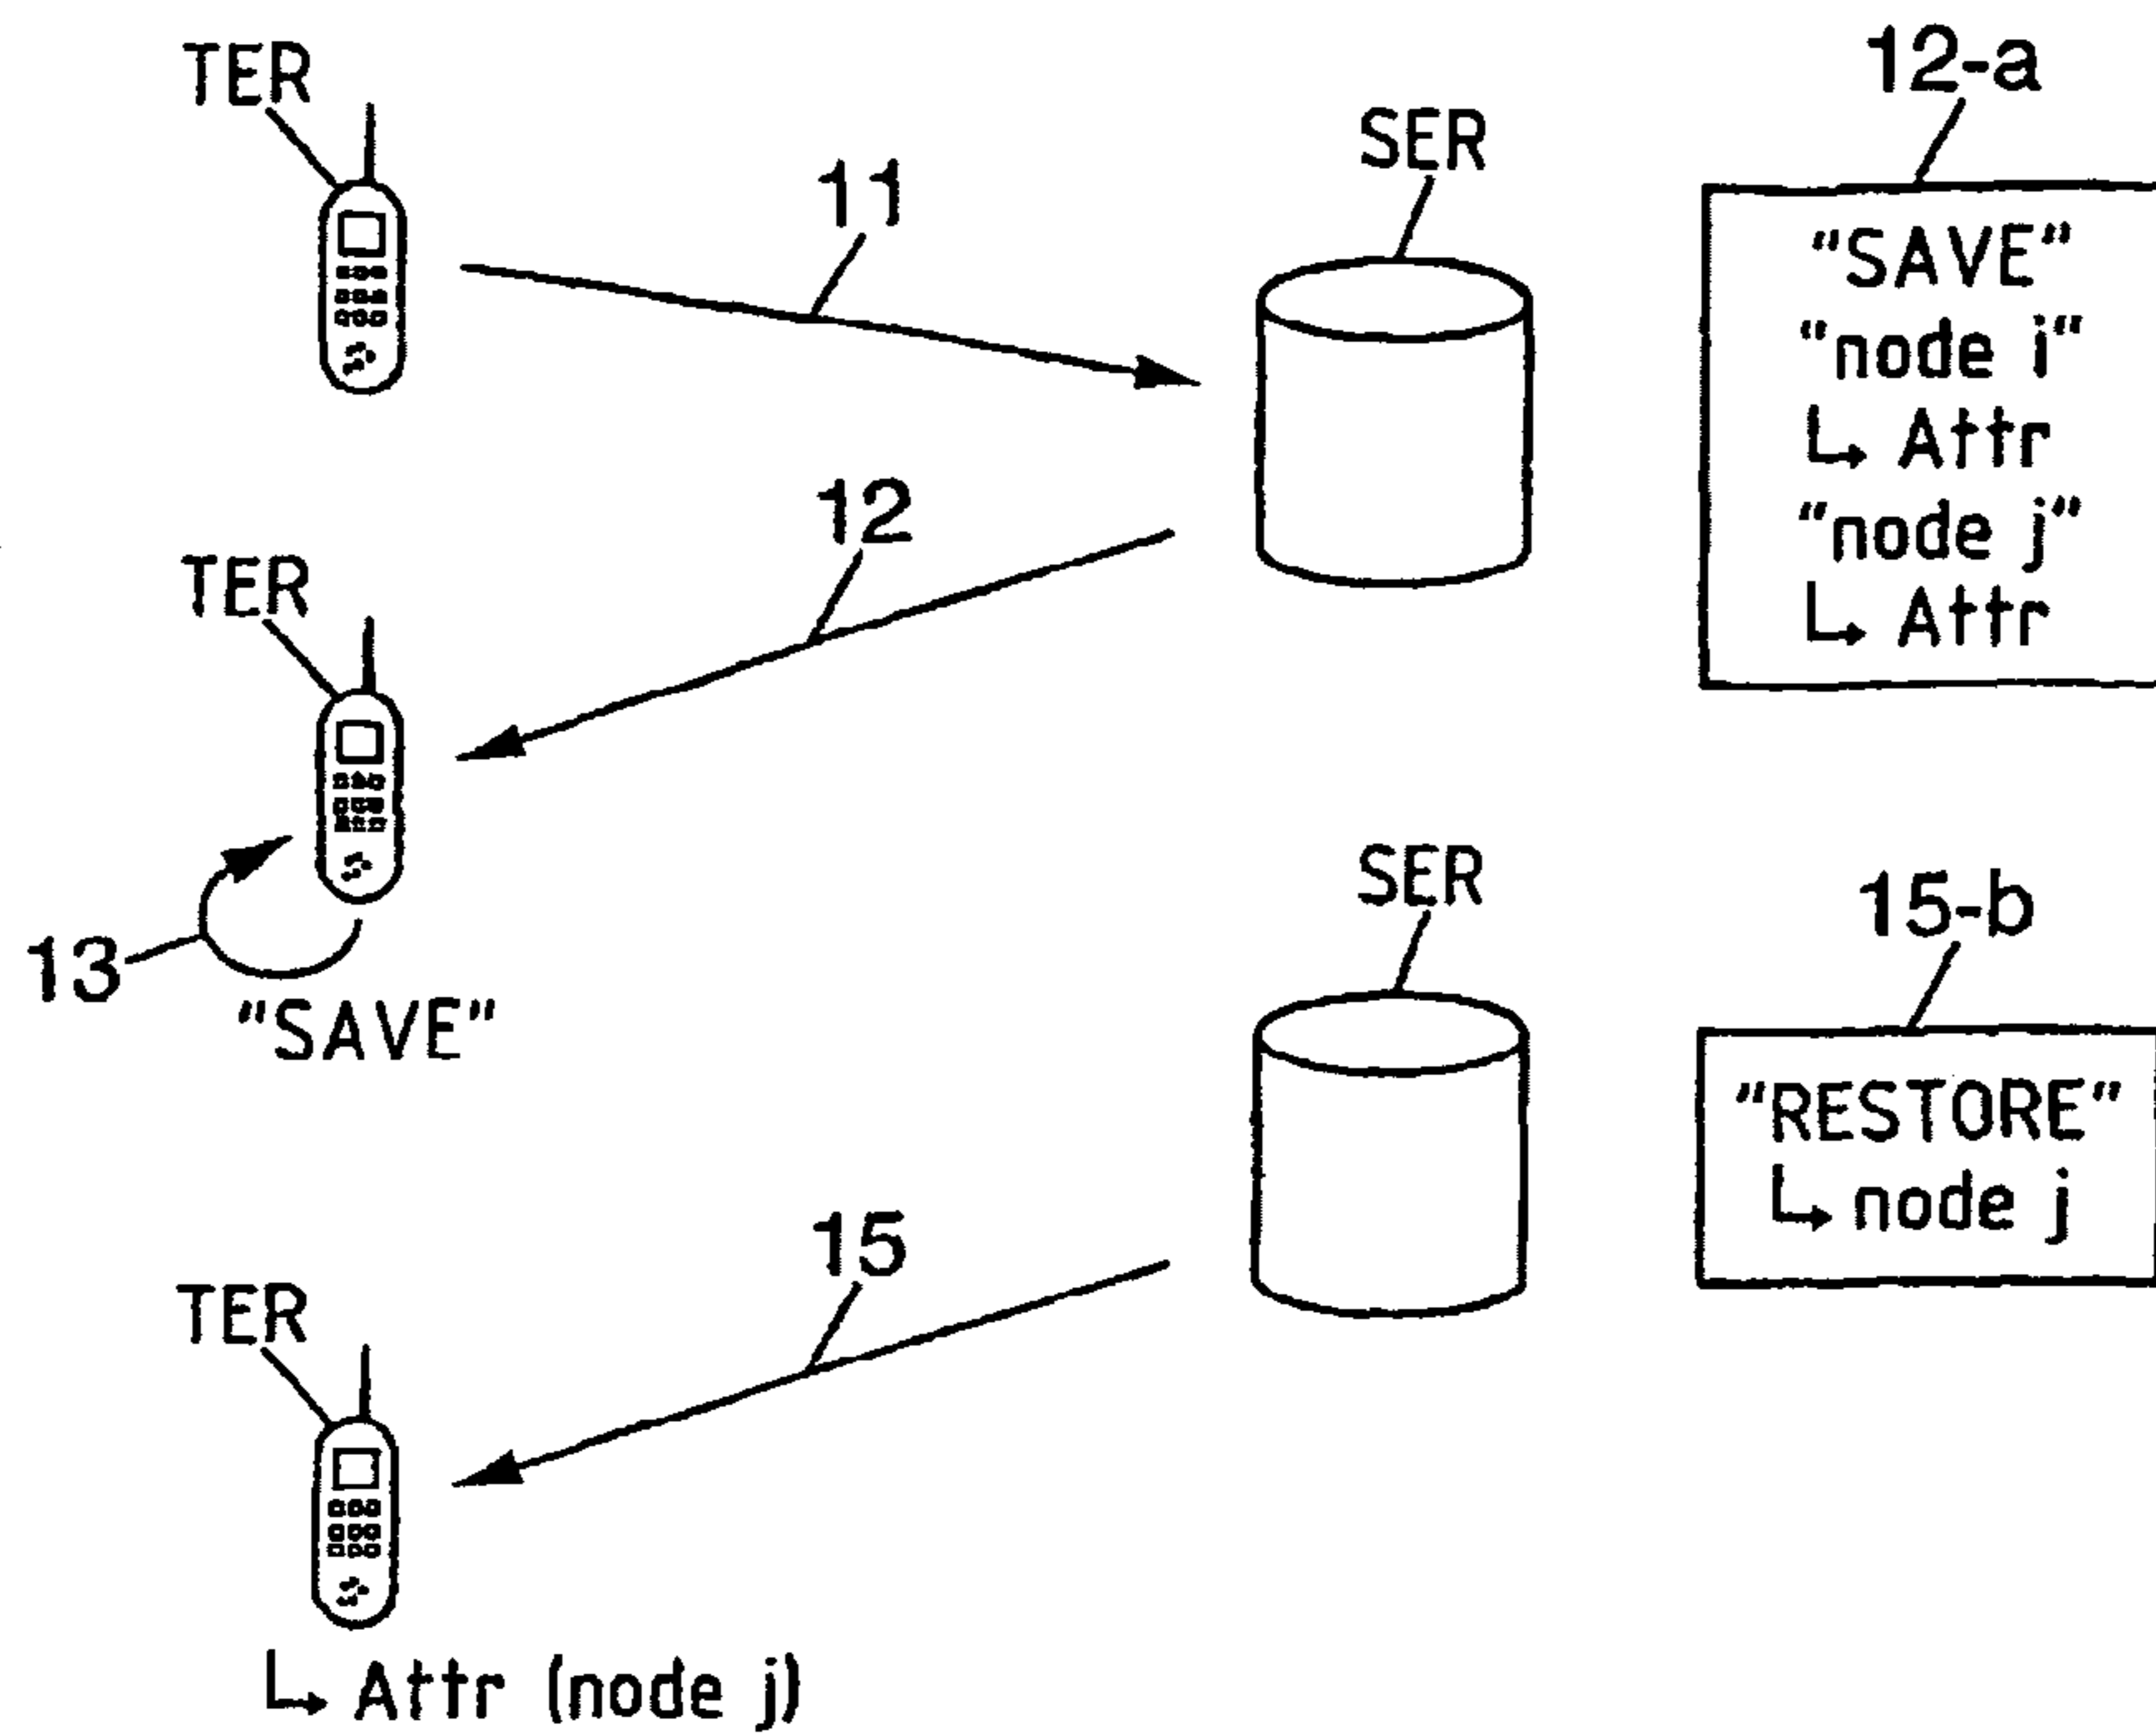 TER
11
SER
12-a
"SAVE"
"node i"
↳ Attr
"node j"
↳ Attr
12
TER
13
"SAVE"
SER
15-b
"RESTORE"
↳ node j
15
TER
↳ Attr (node j)